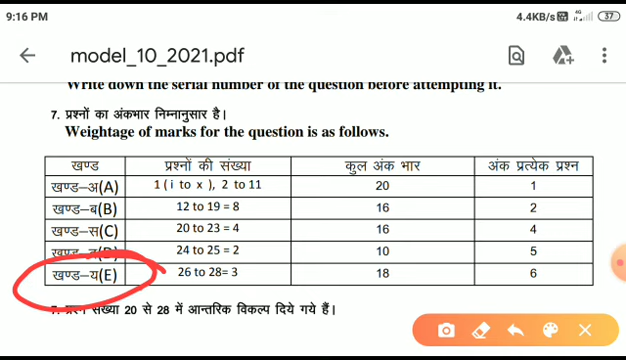 9:16 PM 4.4KB/s 4G 37
model_10_2021.pdf
Write down the serial number of the question before attempting it.
7. प्रश्नों का अंकभार निम्नानुसार है।
Weightage of marks for the question is as follows.
खण्ड प्रश्नों की संख्या कुल अंक भार अंक प्रत्येक प्रश्न
खण्ड–अ(A) 1 ( i to x ), 2 to 11 20 1
खण्ड–ब(B) 12 to 19 = 8 16 2
खण्ड–स(C) 20 to 23 = 4 16 4
खण्ड–द(D) 24 to 25 = 2 10 5
खण्ड–य(E) 26 to 28= 3 18 6
7. प्रश्न संख्या 20 से 28 में आन्तरिक विकल्प दिये गये हैं।